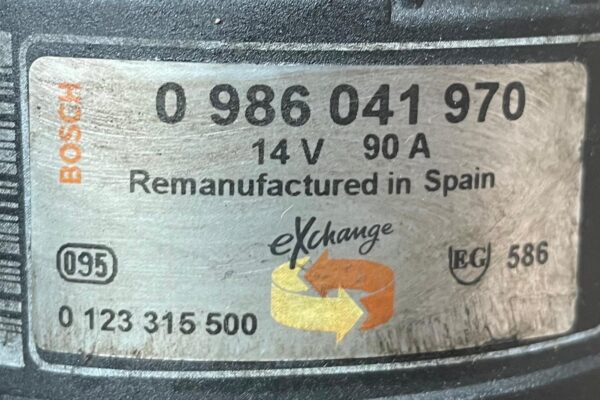 BOSCH
0 986 041 970
14 V 90 A
Remanufactured in Spain
eXchange
095
EG 586
0 123 315 500